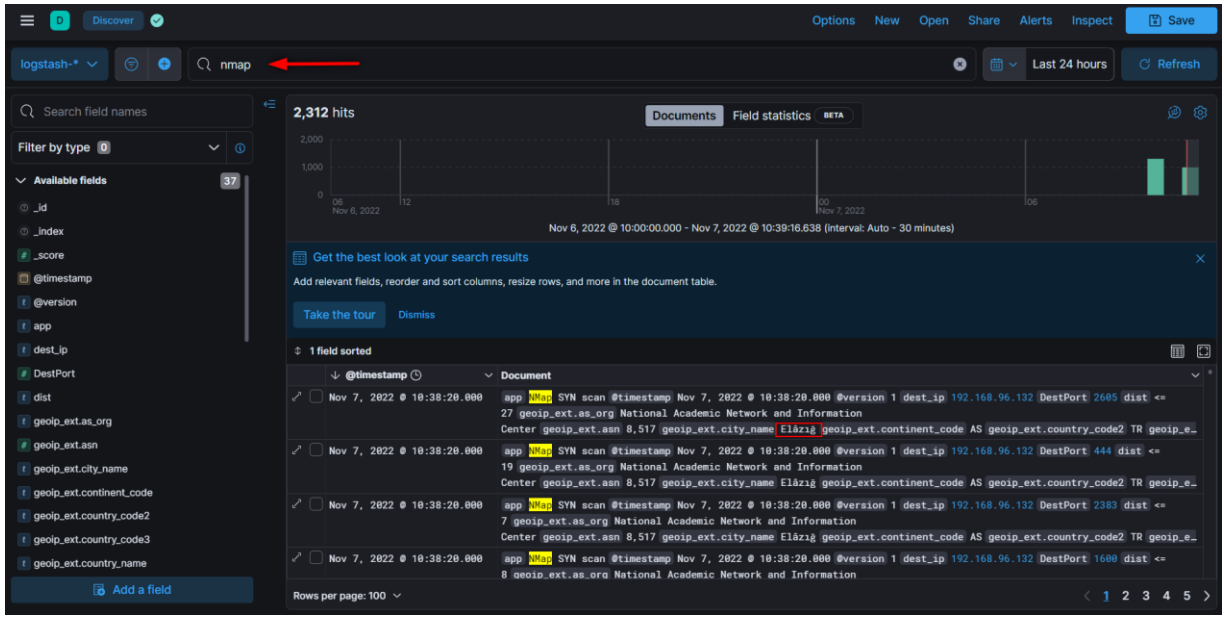 D Discover Options New Open Share Alerts Inspect Save
logstash-* nmap Last 24 hours Refresh
Search field names
Filter by type 0
Available fields 37
_id
_index
# _score
@timestamp
t @version
t app
t dest_ip
# DestPort
t dist
t geoip_ext.as_org
# geoip_ext.asn
t geoip_ext.city_name
t geoip_ext.continent_code
t geoip_ext.country_code2
t geoip_ext.country_code3
t geoip_ext.country_name
Add a field
2,312 hits Documents Field statistics BETA
2,000
1,000
0
06 12 18 00 06
Nov 6, 2022 Nov 7, 2022
Nov 6, 2022 @ 10:00:00.000 - Nov 7, 2022 @ 10:39:16.638 (interval: Auto - 30 minutes)
Get the best look at your search results
Add relevant fields, reorder and sort columns, resize rows, and more in the document table.
Take the tour Dismiss
1 field sorted
@timestamp Document
Nov 7, 2022 @ 10:38:20.000 app NMap SYN scan @timestamp Nov 7, 2022 @ 10:38:20.000 @version 1 dest_ip 192.168.96.132 DestPort 2605 dist <=
27 geoip_ext.as_org National Academic Network and Information
Center geoip_ext.asn 8,517 geoip_ext.city_name Elâzığ geoip_ext.continent_code AS geoip_ext.country_code2 TR geoip_e…
Nov 7, 2022 @ 10:38:20.000 app NMap SYN scan @timestamp Nov 7, 2022 @ 10:38:20.000 @version 1 dest_ip 192.168.96.132 DestPort 444 dist <=
19 geoip_ext.as_org National Academic Network and Information
Center geoip_ext.asn 8,517 geoip_ext.city_name Elâzığ geoip_ext.continent_code AS geoip_ext.country_code2 TR geoip_e…
Nov 7, 2022 @ 10:38:20.000 app NMap SYN scan @timestamp Nov 7, 2022 @ 10:38:20.000 @version 1 dest_ip 192.168.96.132 DestPort 2383 dist <=
7 geoip_ext.as_org National Academic Network and Information
Center geoip_ext.asn 8,517 geoip_ext.city_name Elâzığ geoip_ext.continent_code AS geoip_ext.country_code2 TR geoip_e…
Nov 7, 2022 @ 10:38:20.000 app NMap SYN scan @timestamp Nov 7, 2022 @ 10:38:20.000 @version 1 dest_ip 192.168.96.132 DestPort 1600 dist <=
8 geoip_ext.as_org National Academic Network and Information
Rows per page: 100 1 2 3 4 5